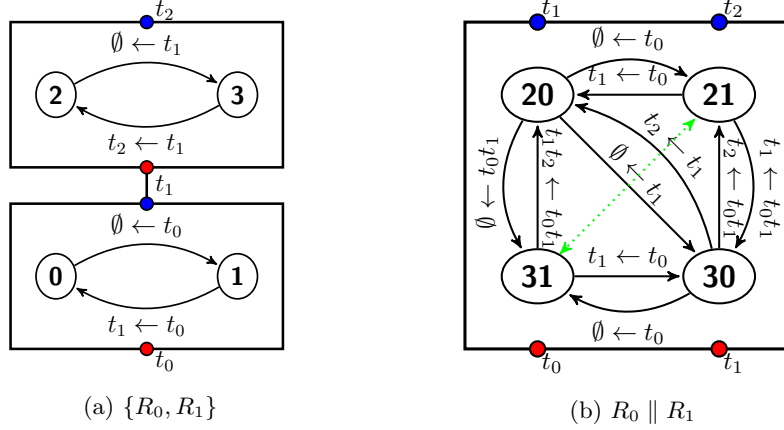 t₂
∅ ← t₁
2
3
t₂ ← t₁
t₁
∅ ← t₀
0
1
t₁ ← t₀
t₀
(a) {R₀, R₁}
t₁
t₂
∅ ← t₀
20
t₁ ← t₀
21
∅ ← t₀t₁
t₁t₂ ← t₀t₁
∅ ← t₁
t₂ ← t₁
t₂ ← t₀t₁
t₁ ← t₀t₁
31
t₁ ← t₀
30
∅ ← t₀
t₀
t₁
(b) R₀ ∥ R₁